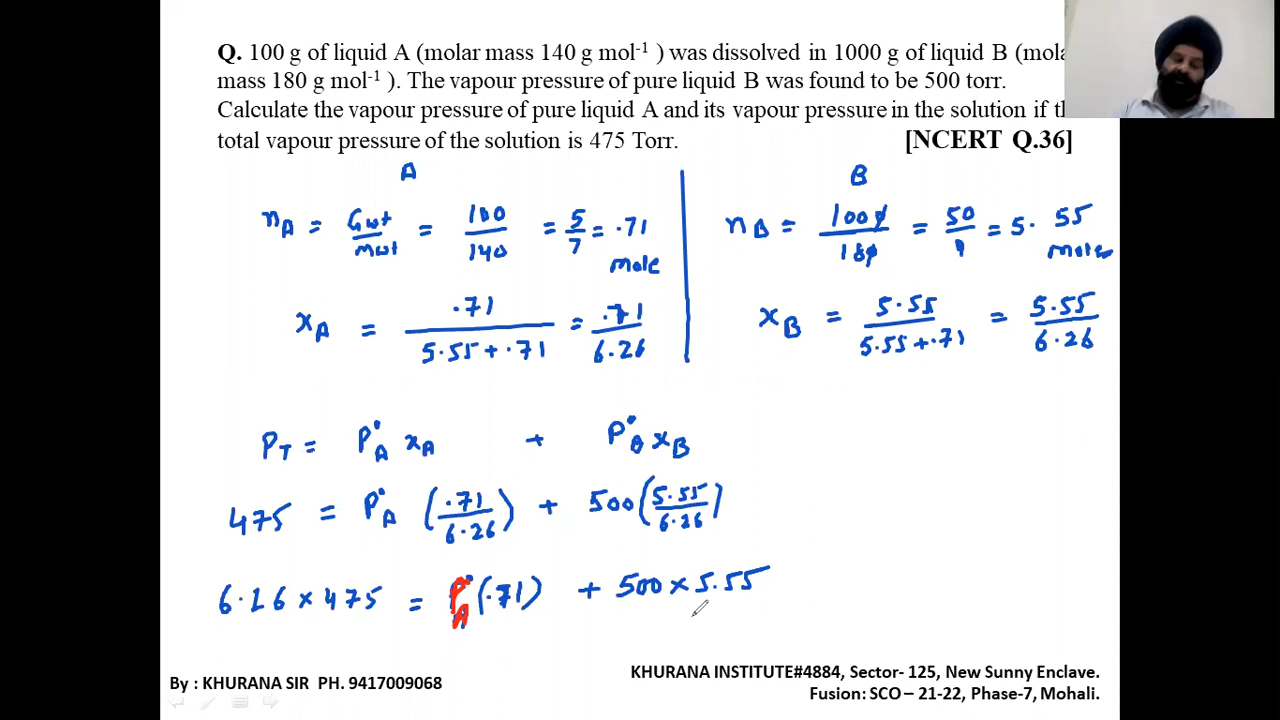 Q. 100 g of liquid A (molar mass 140 g mol-1 ) was dissolved in 1000 g of liquid B (mola
mass 180 g mol-1 ). The vapour pressure of pure liquid B was found to be 500 torr.
Calculate the vapour pressure of pure liquid A and its vapour pressure in the solution if th
total vapour pressure of the solution is 475 Torr. [NCERT Q.36]
A
nA = Gwt/Mwt = 100/140 = 5/7 = .71 mole
xA = .71/(5.55 + .71) = .71/6.26
B
nB = 1000/180 = 50/9 = 5.55 moles
xB = 5.55/(5.55 + .71) = 5.55/6.26
PT = P°A xA + P°B xB
475 = P°A (.71/6.26) + 500 (5.55/6.26)
6.26 × 475 = P°A (.71) + 500 × 5.55
By : KHURANA SIR PH. 9417009068
KHURANA INSTITUTE#4884, Sector- 125, New Sunny Enclave.
Fusion: SCO – 21-22, Phase-7, Mohali.